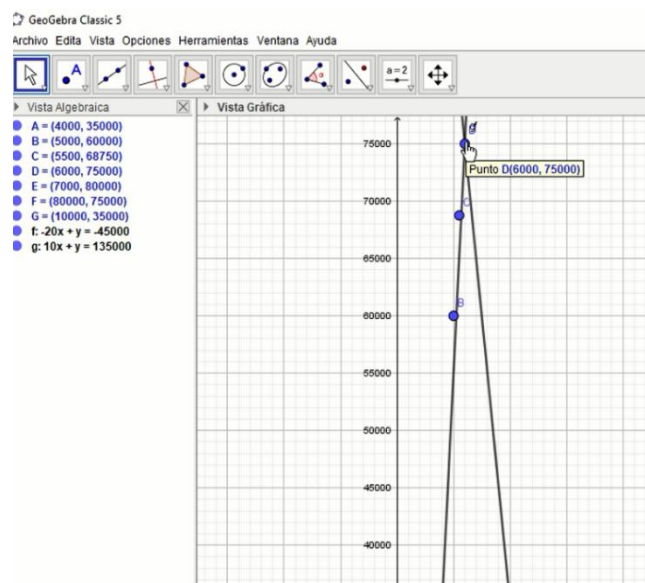 GeoGebra Classic 5
Archivo Edita Vista Opciones Herramientas Ventana Ayuda
A
α
a=2
Vista Algebraica
Vista Gráfica
A = (4000, 35000)
B = (5000, 60000)
C = (5500, 68750)
D = (6000, 75000)
E = (7000, 80000)
F = (80000, 75000)
G = (10000, 35000)
f: -20x + y = -45000
g: 10x + y = 135000
75000
Punto D(6000, 75000)
70000
C
65000
B
60000
55000
50000
45000
40000